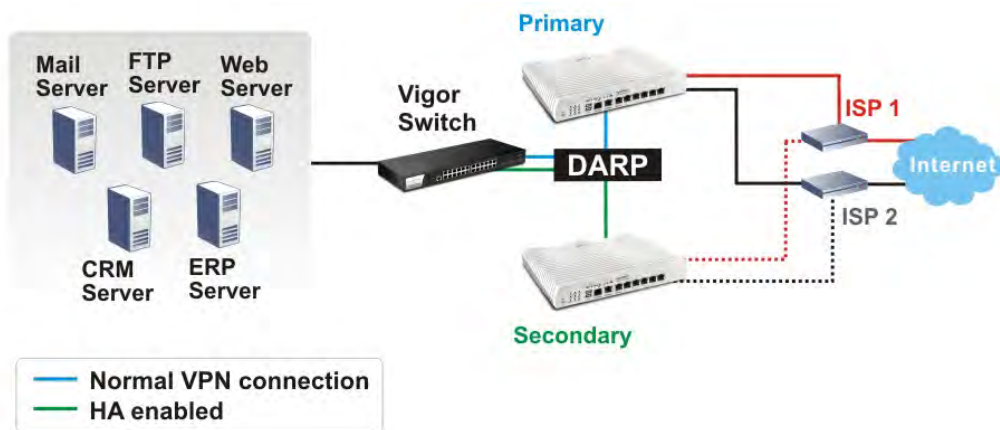 Primary
Mail
Server
FTP
Server
Web
Server
Vigor
Switch
ISP 1
DARP
Internet
ISP 2
CRM
Server
ERP
Server
Secondary
Normal VPN connection
HA enabled